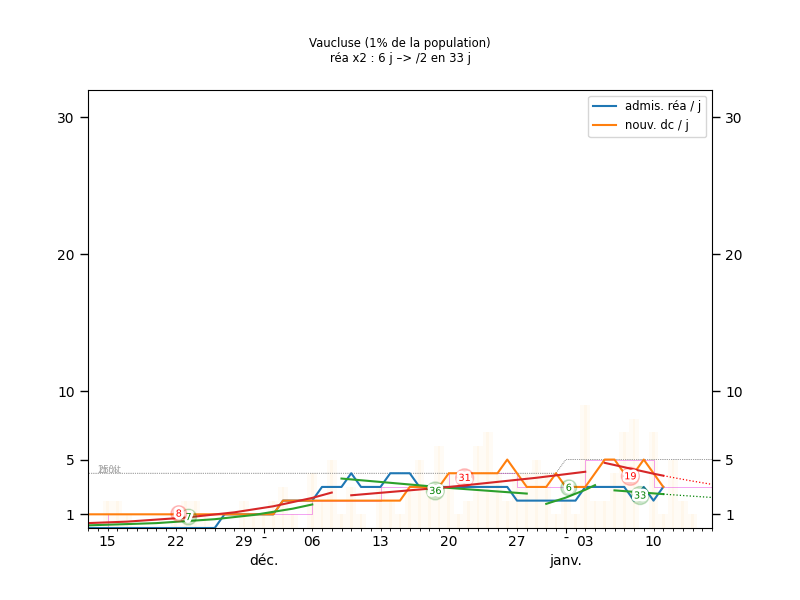 Vaucluse (1% de la population)
réa x2 : 6 j –> /2 en 33 j
admis. réa / j
nouv. dc / j
30 30
20 20
10 10
5 5
1 1
8 7 36 31 6 19 33
15 22 29 - 06 13 20 27 - 03 10
déc. janv.